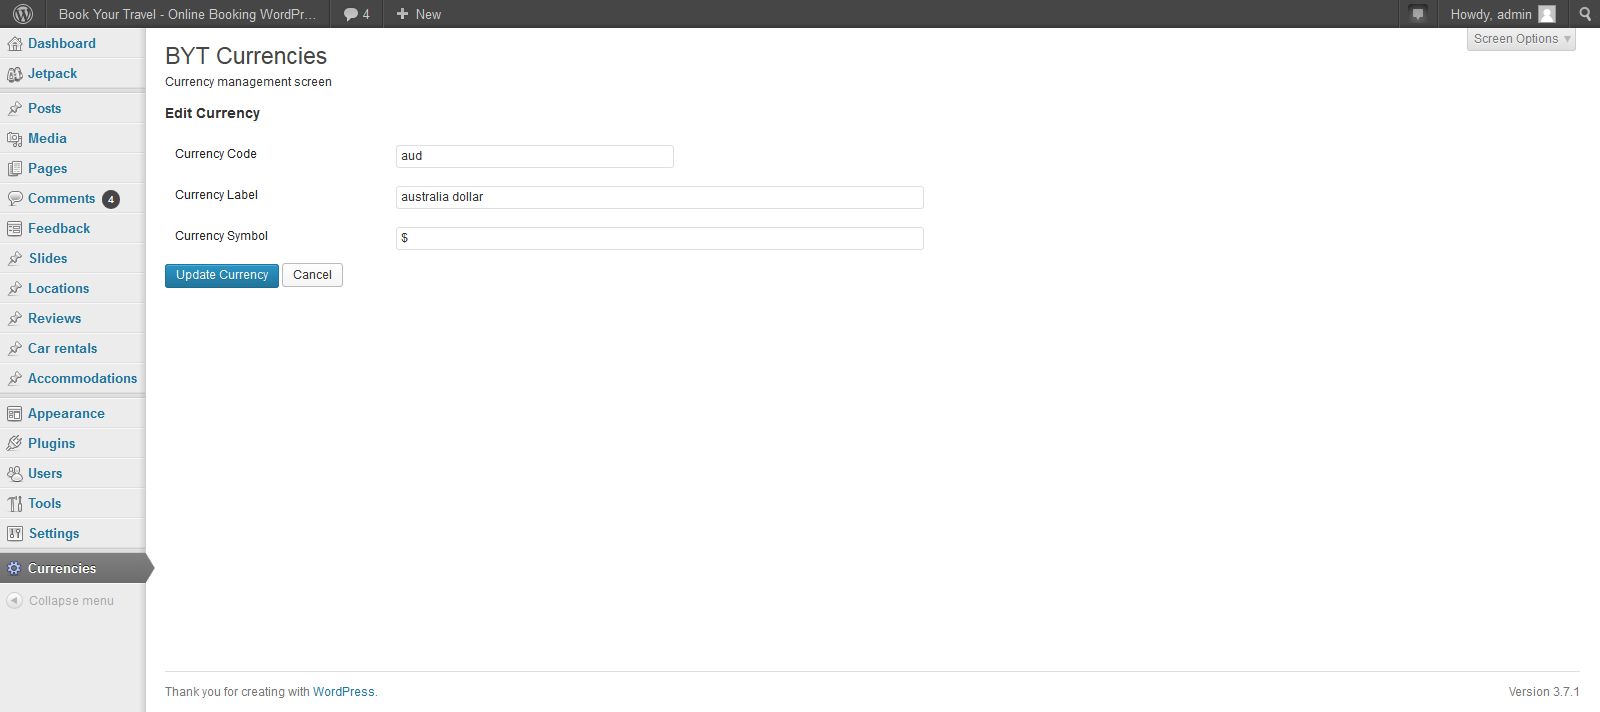 Book Your Travel - Online Booking WordPr...
4
New
Howdy, admin
Screen Options
Dashboard
Jetpack
Posts
Media
Pages
Comments 4
Feedback
Slides
Locations
Reviews
Car rentals
Accommodations
Appearance
Plugins
Users
Tools
Settings
Currencies
Collapse menu
BYT Currencies
Currency management screen
Edit Currency
Currency Code aud
Currency Label australia dollar
Currency Symbol $
Update Currency Cancel
Thank you for creating with WordPress.
Version 3.7.1